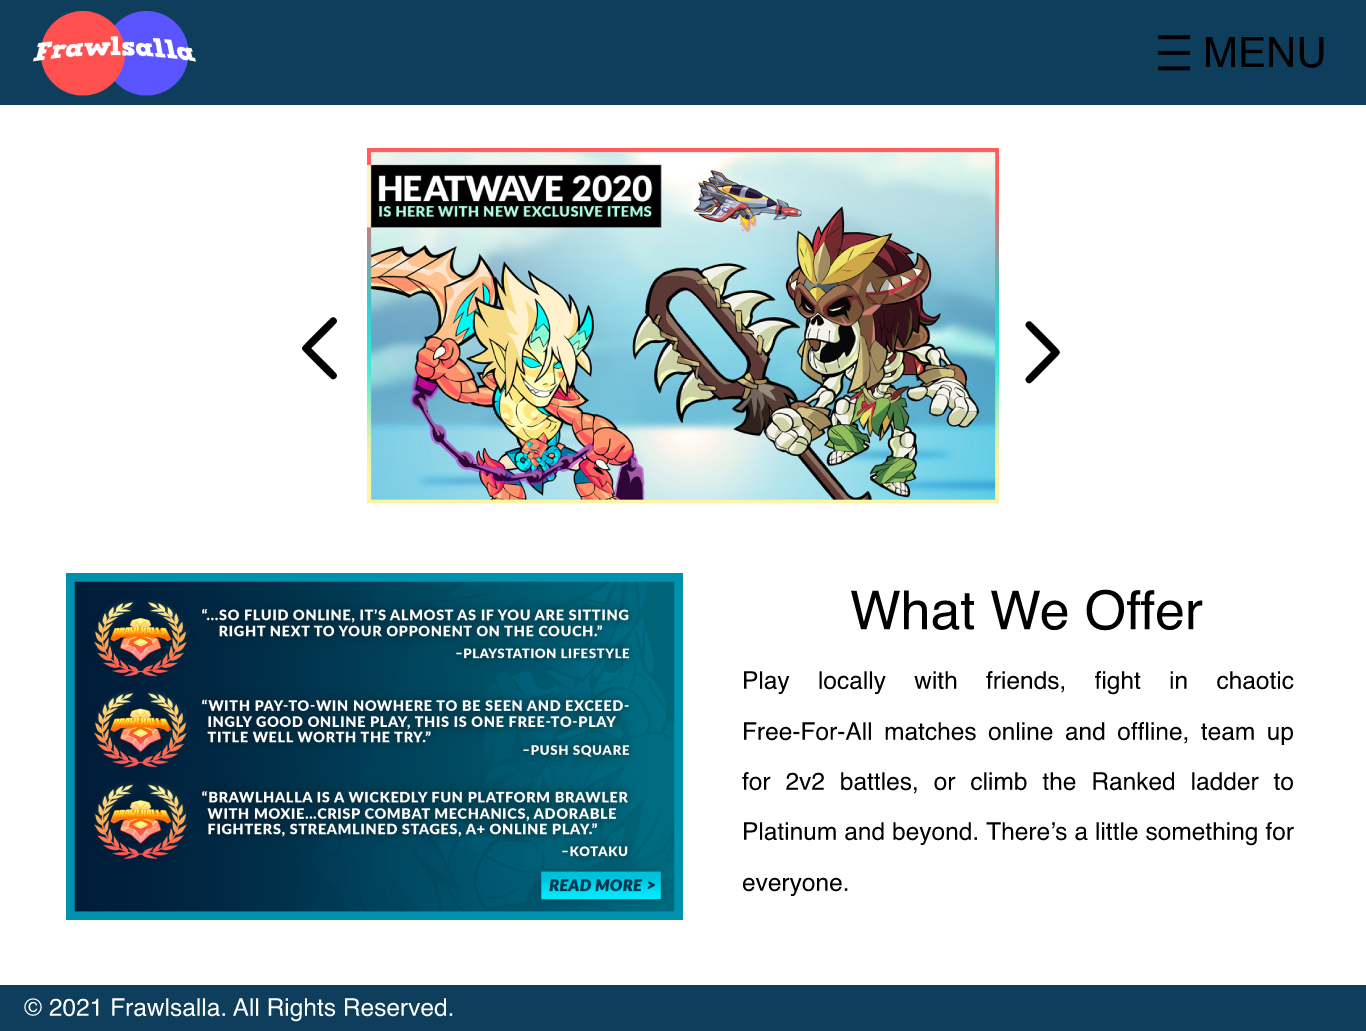 Frawlsalla
MENU
HEATWAVE 2020
IS HERE WITH NEW EXCLUSIVE ITEMS
“...SO FLUID ONLINE, IT’S ALMOST AS IF YOU ARE SITTING
RIGHT NEXT TO YOUR OPPONENT ON THE COUCH.”
–PLAYSTATION LIFESTYLE
“WITH PAY-TO-WIN NOWHERE TO BE SEEN AND EXCEED-
INGLY GOOD ONLINE PLAY, THIS IS ONE FREE-TO-PLAY
TITLE WELL WORTH THE TRY.”
–PUSH SQUARE
“BRAWLHALLA IS A WICKEDLY FUN PLATFORM BRAWLER
WITH MOXIE...CRISP COMBAT MECHANICS, ADORABLE
FIGHTERS, STREAMLINED STAGES, A+ ONLINE PLAY.”
–KOTAKU
READ MORE >
BRAWLHALLA
BRAWLHALLA
BRAWLHALLA
What We Offer
Play locally with friends, fight in chaotic
Free-For-All matches online and offline, team up
for 2v2 battles, or climb the Ranked ladder to
Platinum and beyond. There’s a little something for
everyone.
© 2021 Frawlsalla. All Rights Reserved.